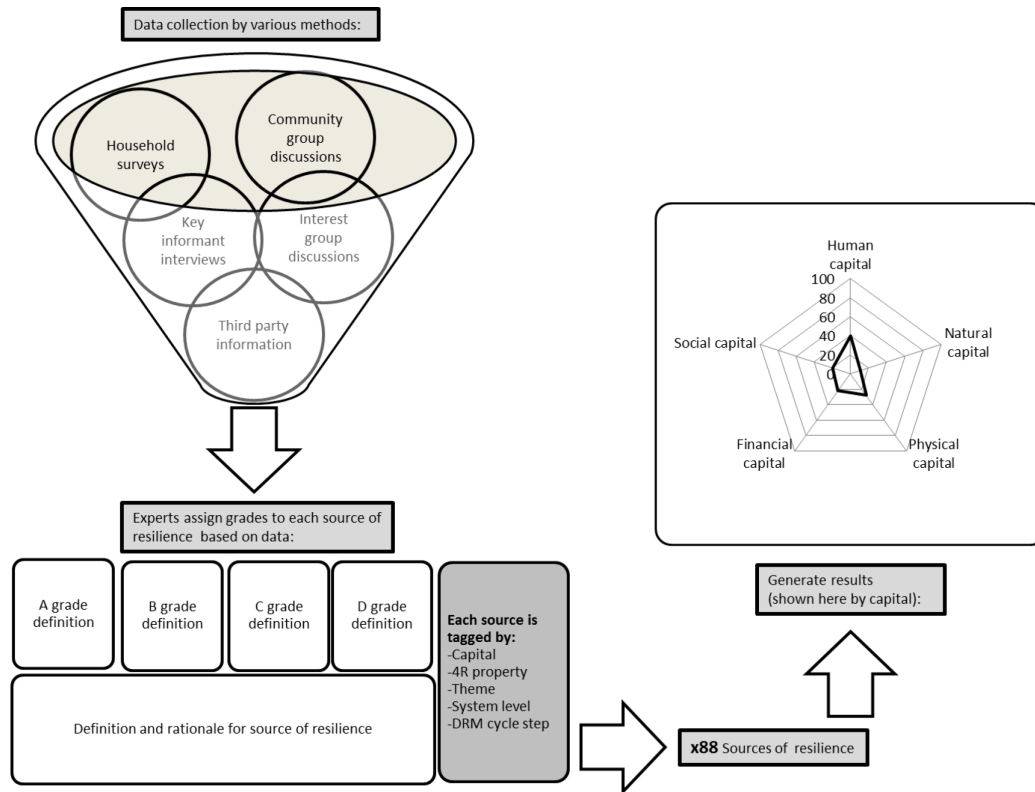 Data collection by various methods:
Household
surveys
Community
group
discussions
Key
informant
interviews
Interest
group
discussions
Third party
information
Experts assign grades to each source of
resilience based on data:
A grade
definition
B grade
definition
C grade
definition
D grade
definition
Definition and rationale for source of resilience
Each source is
tagged by:
-Capital
-4R property
-Theme
-System level
-DRM cycle step
x88 Sources of resilience
Generate results
(shown here by capital):
Human
capital
100
80
60
40
20
0
Social capital
Natural
capital
Financial
capital
Physical
capital